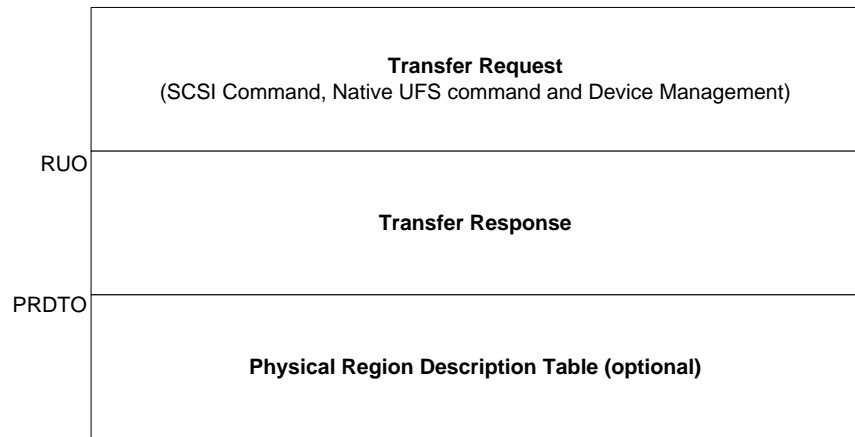 Transfer Request
(SCSI Command, Native UFS command and Device Management)
RUO
Transfer Response
PRDTO
Physical Region Description Table (optional)